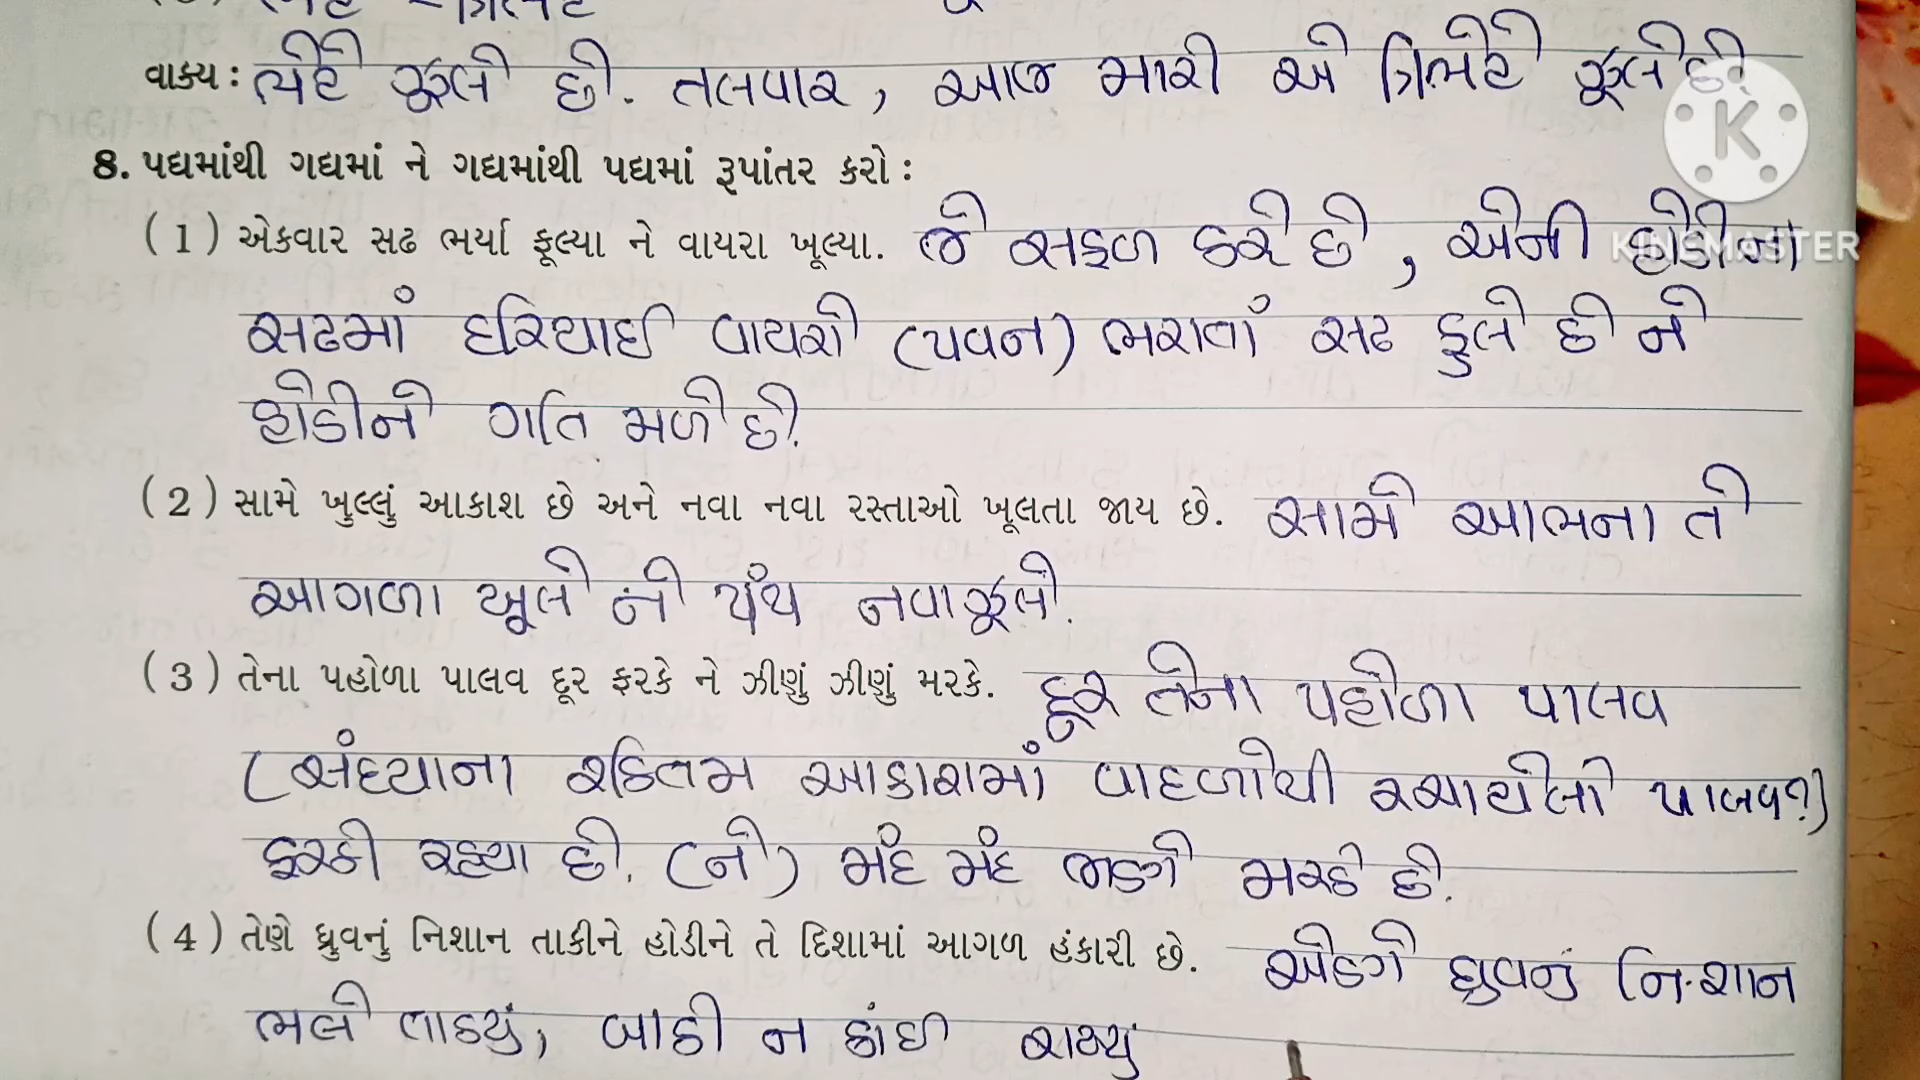 વાક્ય : ભેટે ઝૂલે છે. તલવાર, આજ મારી એ ત્રિભેટે ઝૂલે છે.
8. પદ્યમાંથી ગદ્યમાં ને ગદ્યમાંથી પદ્યમાં રૂપાંતર કરો :
(1) એકવાર સઢ ભર્યા ફૂલ્યા ને વાયરા ખૂલ્યા. જે સફળ કરે છે, એની હોડીના
સઢમાં દરિયાઈ વાયરો (પવન) ભરાતાં સઢ ફુલે છે ને
હોડીને ગતિ મળે છે.
(2) સામે ખુલ્લું આકાશ છે અને નવા નવા રસ્તાઓ ખૂલતા જાય છે. સામે આભના તે
આગળા ખૂલે ને પંથ નવા ઝૂલે.
(3) તેના પહોળા પાલવ દૂર ફરકે ને ઝીણું ઝીણું મરકે. દૂર તેના પહોળા પાલવ
(સંધ્યાના રક્તિમ આકાશમાં વાદળોથી રચાયેલો પાલવ?)
ફરકી રહ્યા છે. (ને) મંદ મંદ જાણે મરકે છે.
(4) તેણે ધ્રુવનું નિશાન તાકીને હોડીને તે દિશામાં આગળ હંકારી છે. એણે ધ્રુવનું નિશાન
ભલે તાક્યું, બાકી ન કાંઈ રાખ્યું
K
KINEMASTER